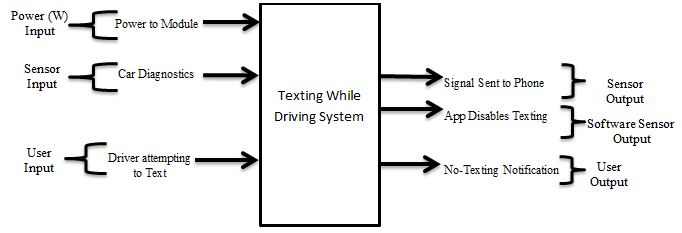 Power (W)
Input
Power to Module
Sensor
Input
Car Diagnostics
User
Input
Driver attempting
to Text
Texting While
Driving System
Signal Sent to Phone
Sensor
Output
App Disables Texting
Software Sensor
Output
No-Texting Notification
User
Output